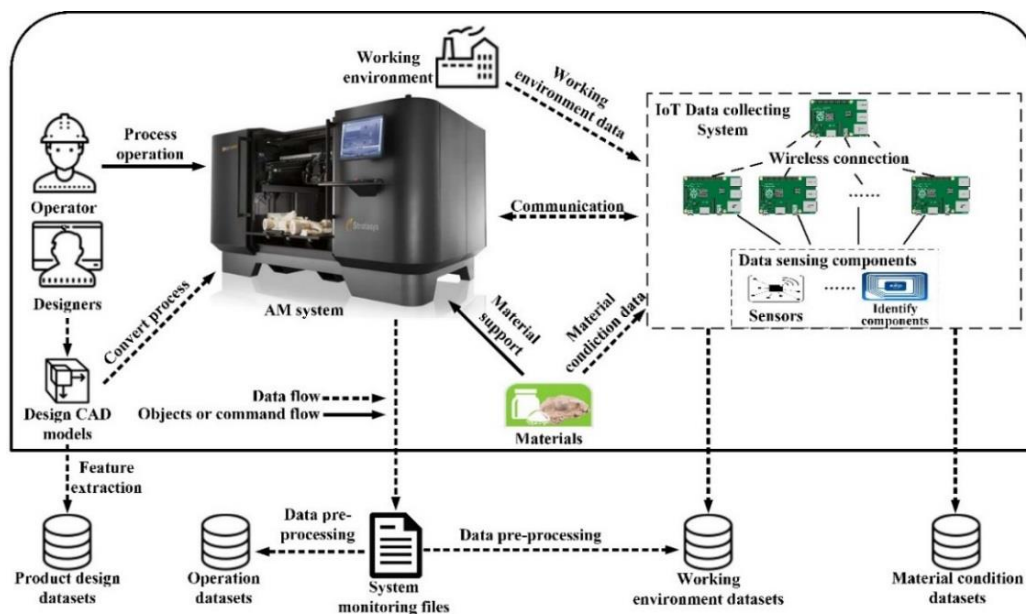 Working
environment
Working
environment data
IoT Data collecting
System
Process
operation
Wireless connection
Operator
Communication
Data sensing components
Designers
Sensors
Identify
components
AM system
Convert process
Material
support
Material
condiction data
Data flow
Objects or command flow
Design CAD
models
Materials
Feature
extraction
Data pre-
processing
Data pre-processing
Product design
datasets
Operation
datasets
System
monitoring files
Working
environment datasets
Material condition
datasets